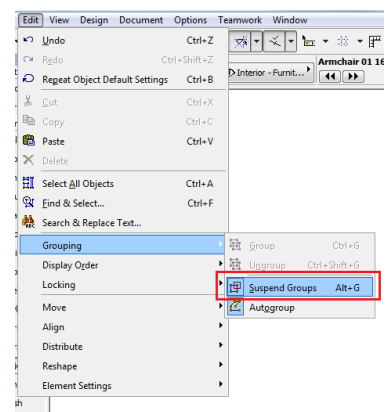 Edit View Design Document Options Teamwork Window
Undo Ctrl+Z
Redo Ctrl+Shift+Z
Repeat Object Default Settings Ctrl+B
Interior - Furnit...
Armchair 01 16
Cut Ctrl+X
Copy Ctrl+C
Paste Ctrl+V
Delete
Select All Objects Ctrl+A
Find & Select... Ctrl+F
Search & Replace Text...
Grouping
Group Ctrl+G
Display Order
Ungroup Ctrl+Shift+G
Locking
Suspend Groups Alt+G
Move
Autogroup
Align
Distribute
Reshape
Element Settings
sh